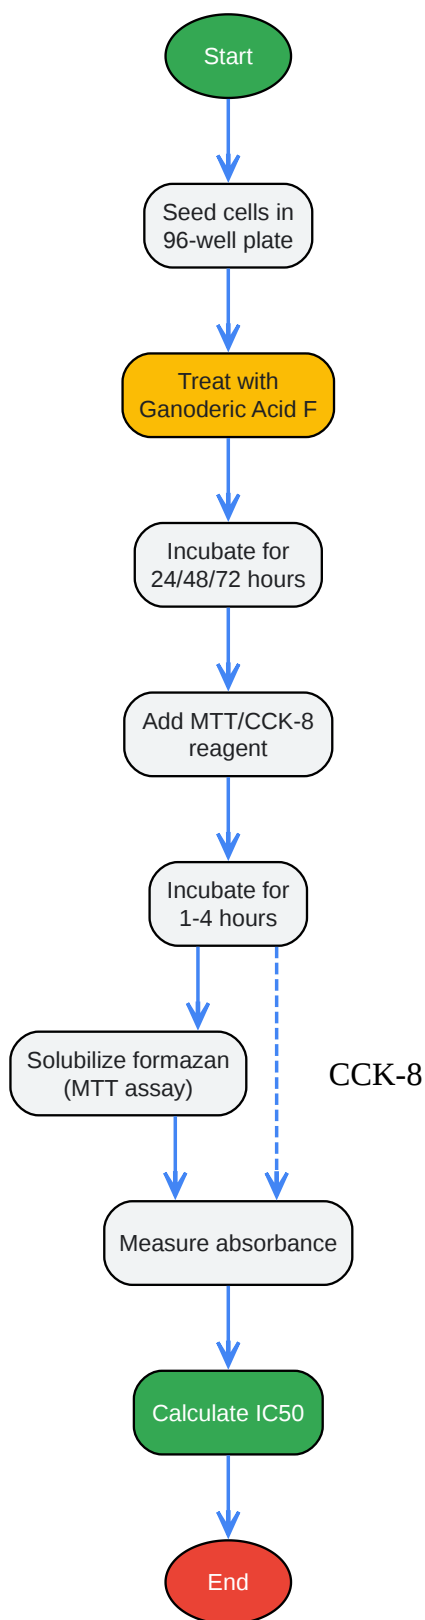 Start
Seed cells in
96-well plate
Treat with
Ganoderic Acid F
Incubate for
24/48/72 hours
Add MTT/CCK-8
reagent
Incubate for
1-4 hours
Solubilize formazan
(MTT assay)
CCK-8
Measure absorbance
Calculate IC50
End